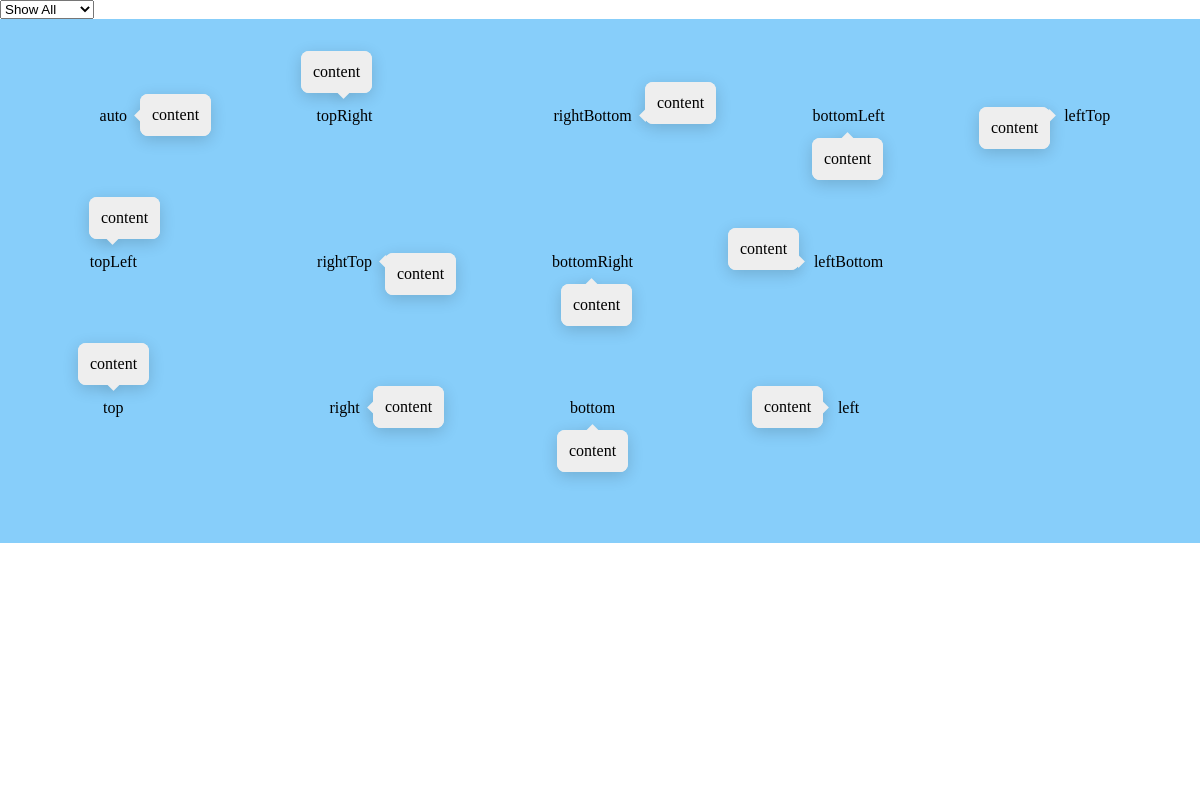 Show All
content
auto
content
topRight
rightBottom
content
bottomLeft
content
content
leftTop
content
topLeft
rightTop
content
bottomRight
content
content
leftBottom
content
top
right
content
bottom
content
content
left